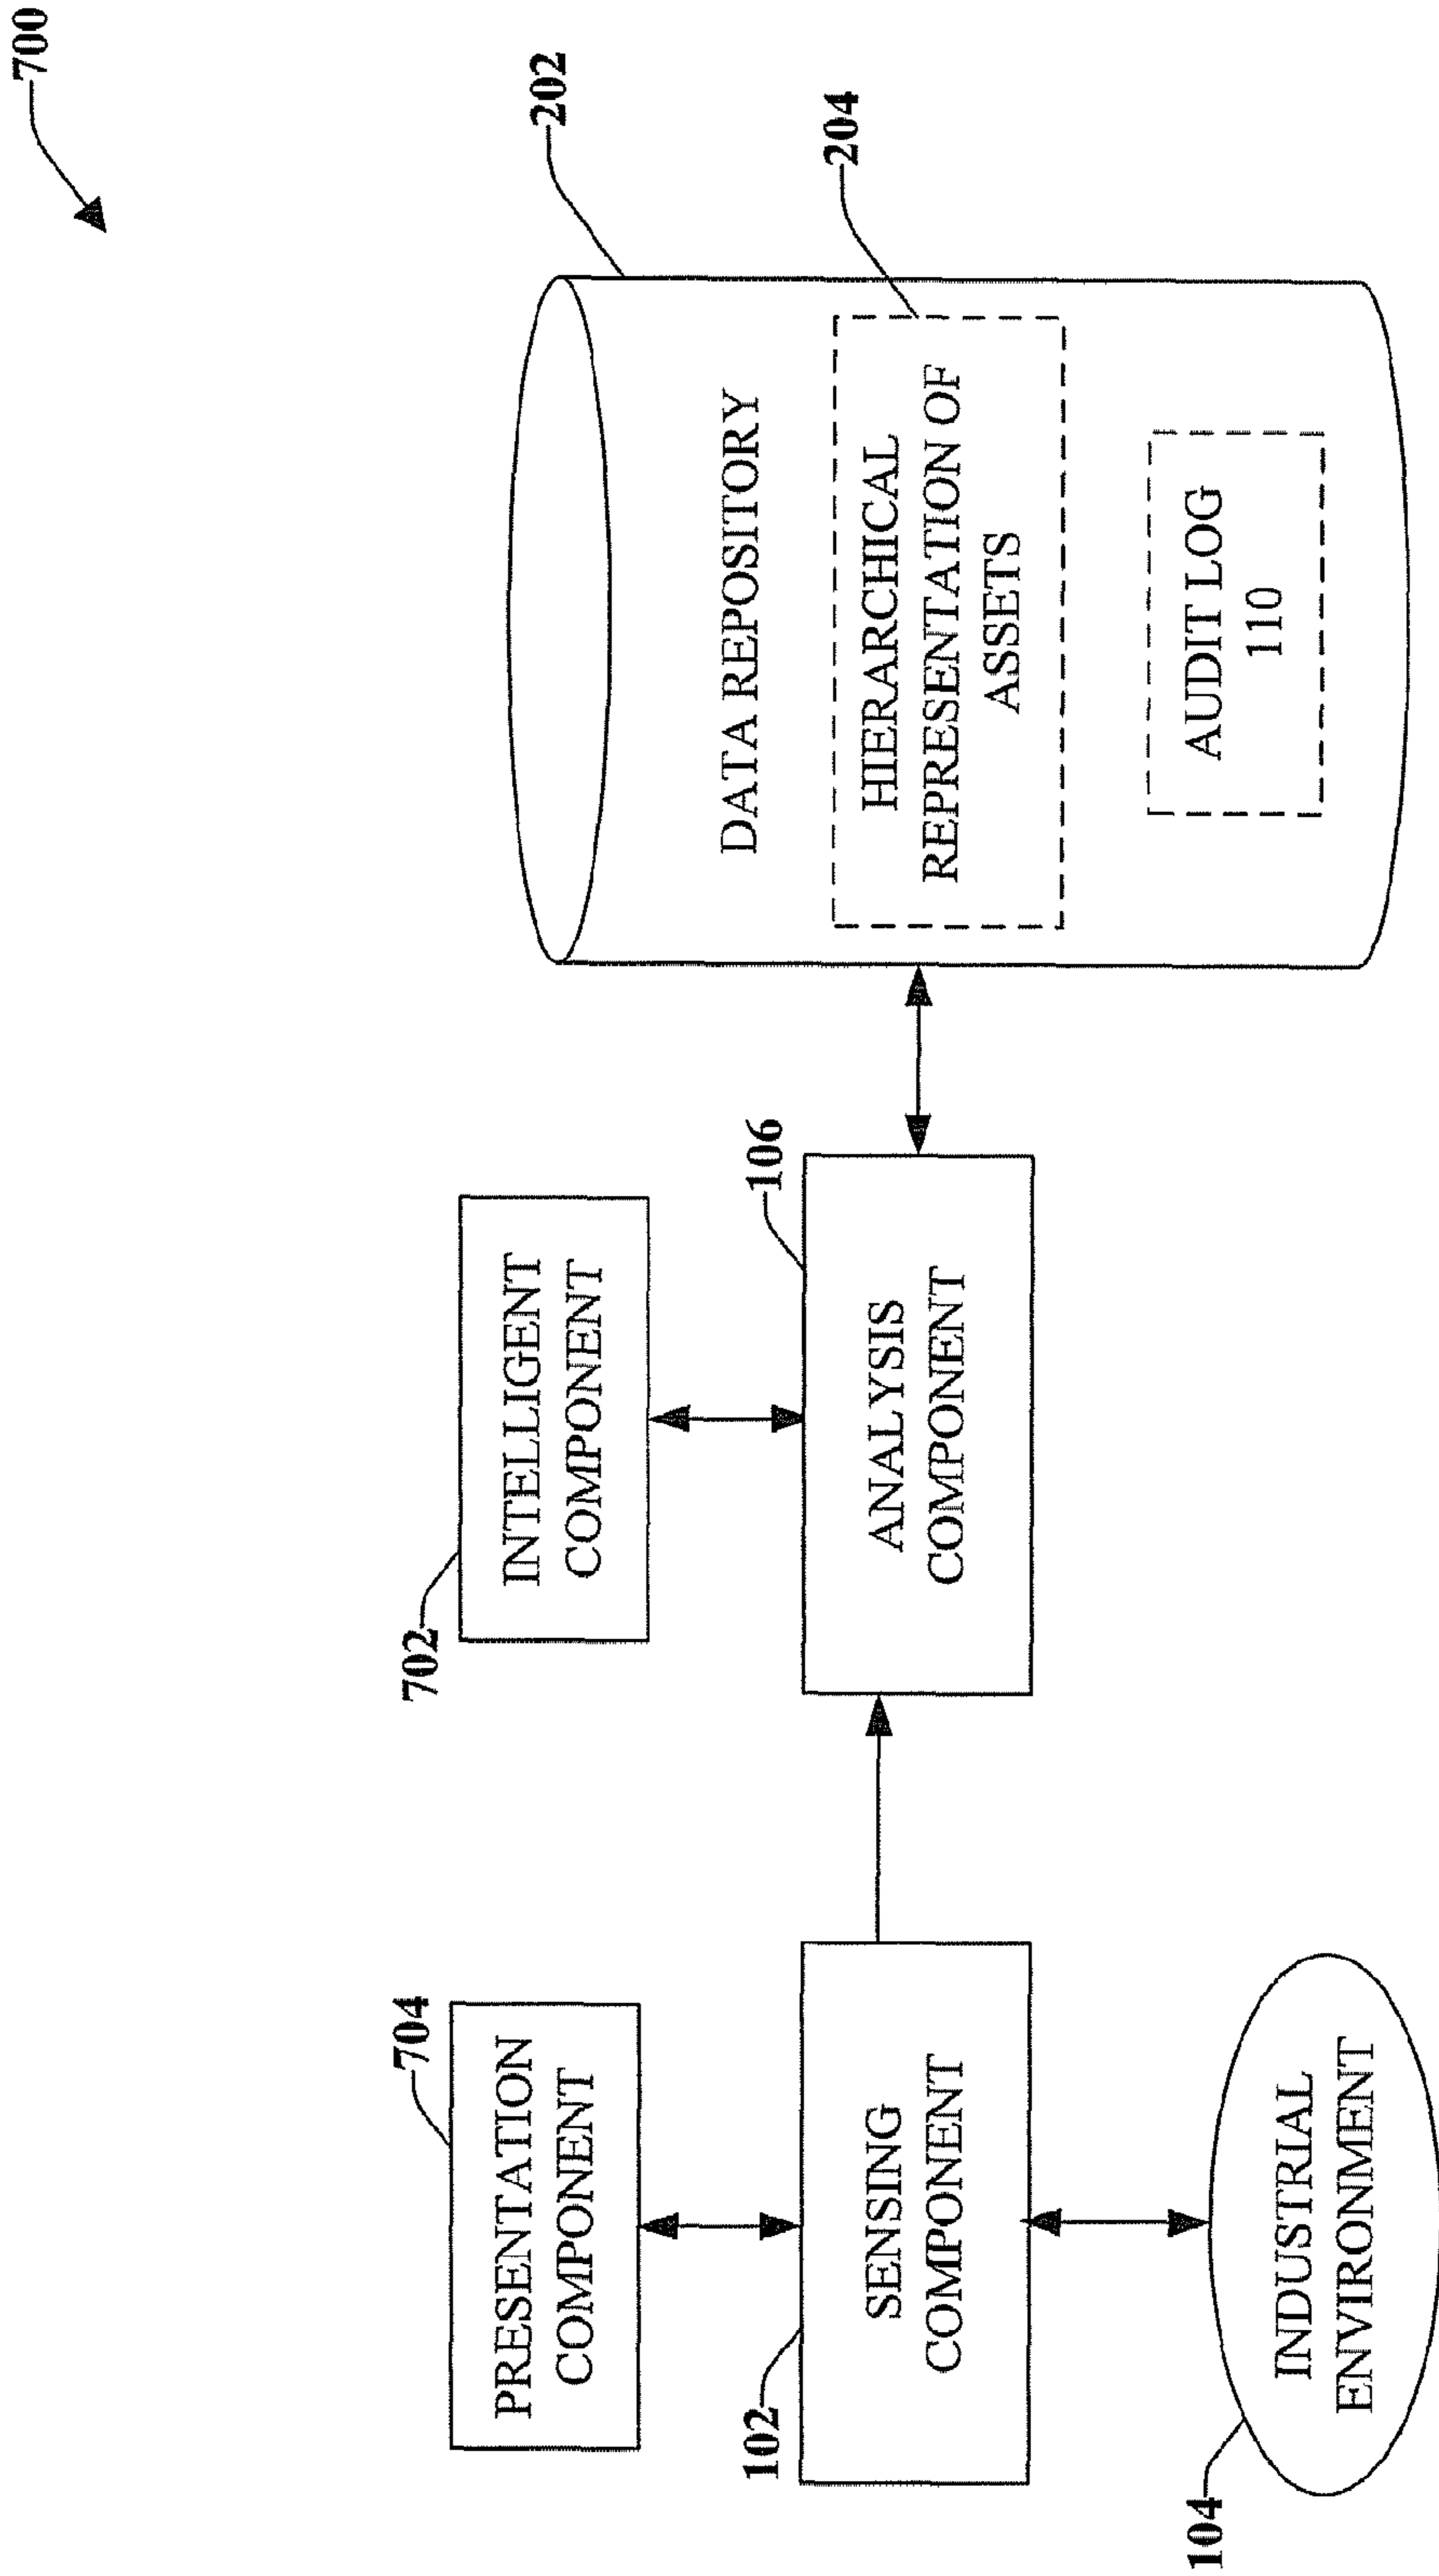 700
704
PRESENTATION
COMPONENT
702
INTELLIGENT
COMPONENT
202
DATA REPOSITORY
204
HIERARCHICAL
REPRESENTATION OF
ASSETS
AUDIT LOG
110
102
SENSING
COMPONENT
106
ANALYSIS
COMPONENT
104
INDUSTRIAL
ENVIRONMENT